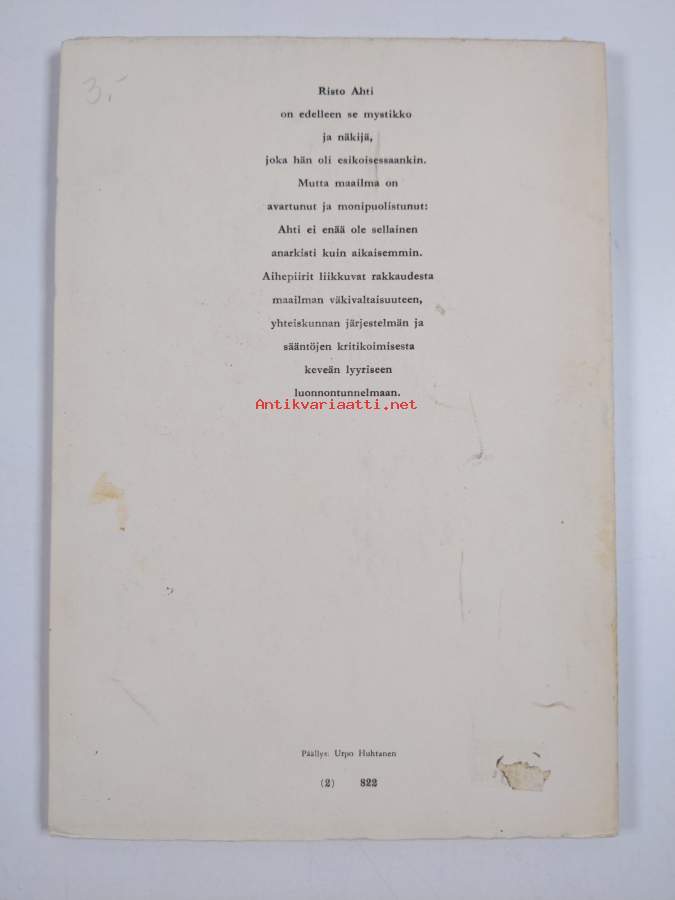 3,-
Risto Ahti
on edelleen se mystikko
ja näkijä,
joka hän oli esikoisessaankin.
Mutta maailma on
avartunut ja monipuolistunut:
Ahti ei enää ole sellainen
anarkisti kuin aikaisemmin.
Aihepiirit liikkuvat rakkaudesta
maailman väkivaltaisuuteen,
yhteiskunnan järjestelmän ja
sääntöjen kritikoimisesta
keveän lyyriseen
luonnontunnelmaan.
Antikvariaatti.net
Päällys: Urpo Huhtanen
(2) 822